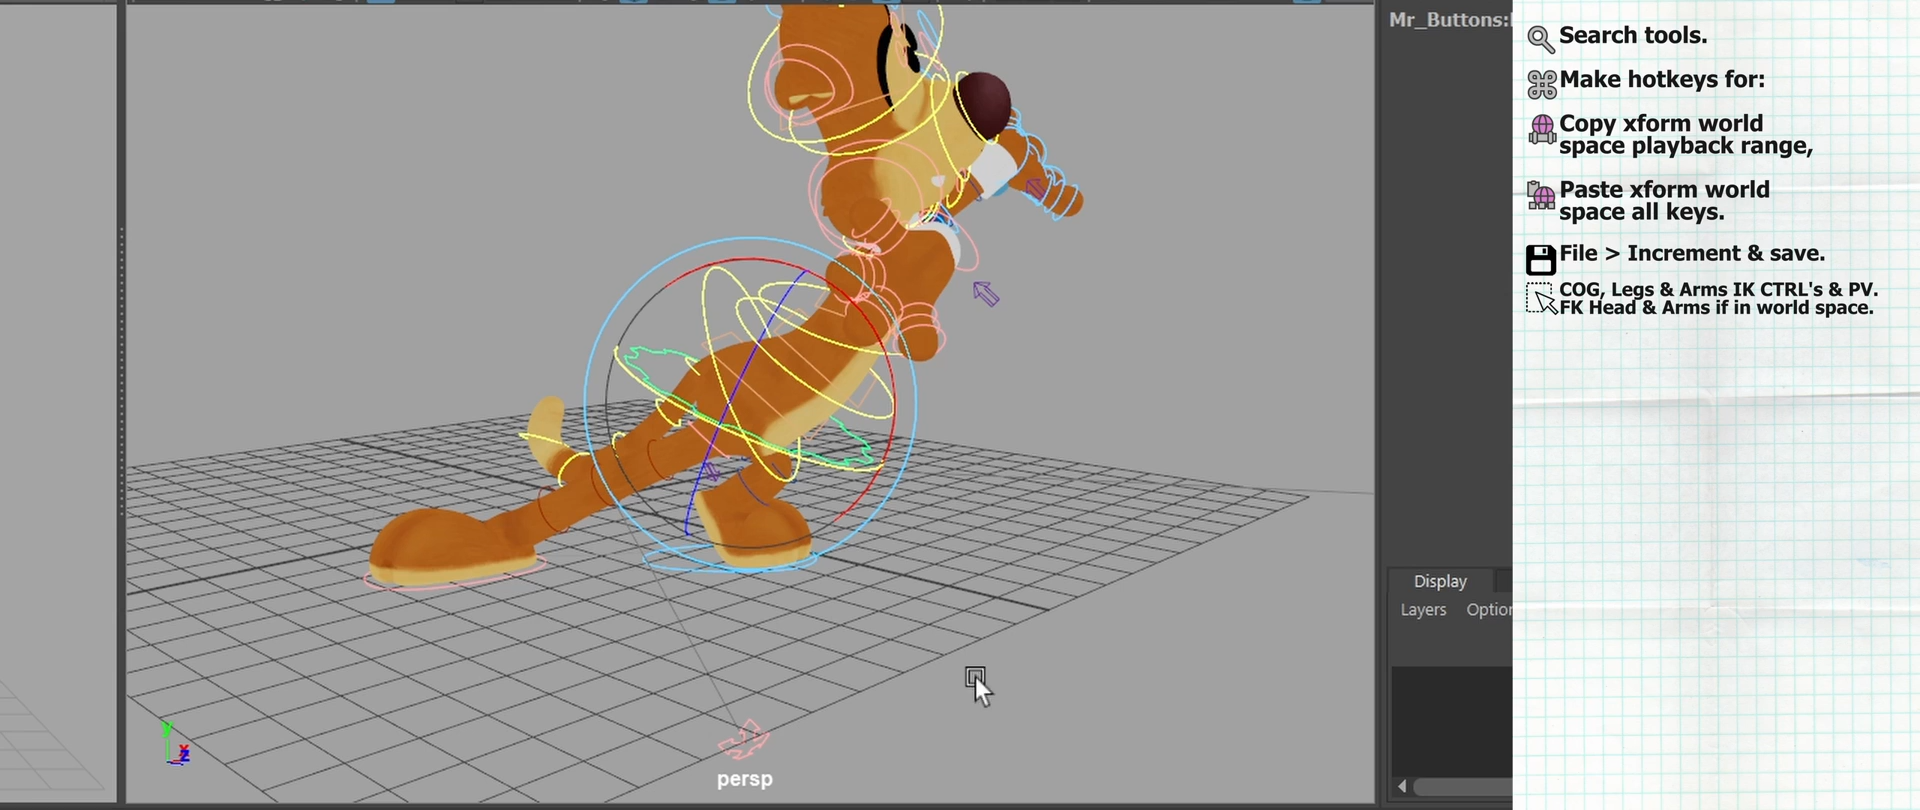 Mr_Buttons:
Search tools.
Make hotkeys for:
Copy xform world
space playback range,
Paste xform world
space all keys.
File > Increment & save.
COG, Legs & Arms IK CTRL's & PV.
FK Head & Arms if in world space.
Display
Layers Option
persp
y
x
z